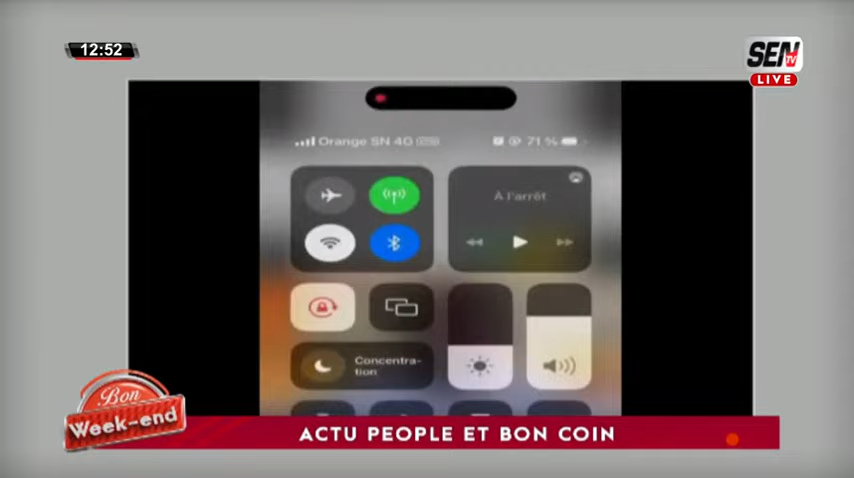 12:52
SEN
TV
LIVE
Orange SN 4G
71 %
À l'arrêt
Concentra-
tion
Bon
Week-end
ACTU PEOPLE ET BON COIN